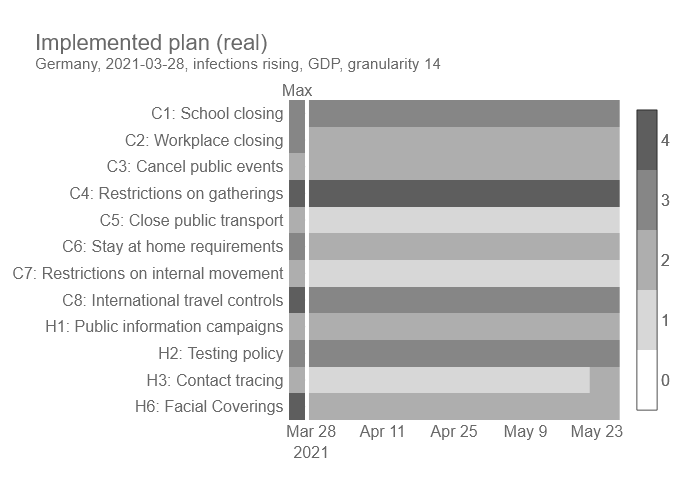 Implemented plan (real)
Germany, 2021-03-28, infections rising, GDP, granularity 14
Max
C1: School closing
C2: Workplace closing
C3: Cancel public events
C4: Restrictions on gatherings
C5: Close public transport
C6: Stay at home requirements
C7: Restrictions on internal movement
C8: International travel controls
H1: Public information campaigns
H2: Testing policy
H3: Contact tracing
H6: Facial Coverings
4
3
2
1
0
Mar 28 Apr 11 Apr 25 May 9 May 23
2021